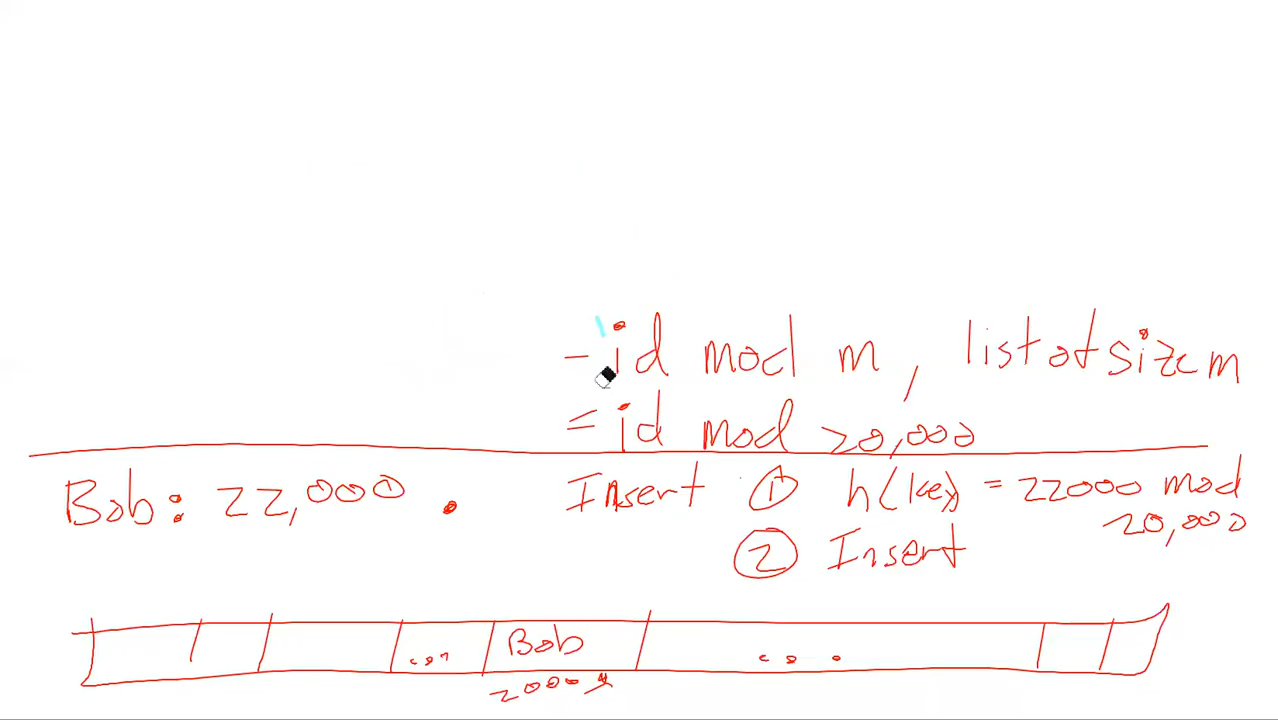 - id mod m, list of size m
= id mod 20,000
Bob: 22,000.
Insert ① h(key) = 22000 mod
20,000
② Insert
... Bob ...
2000